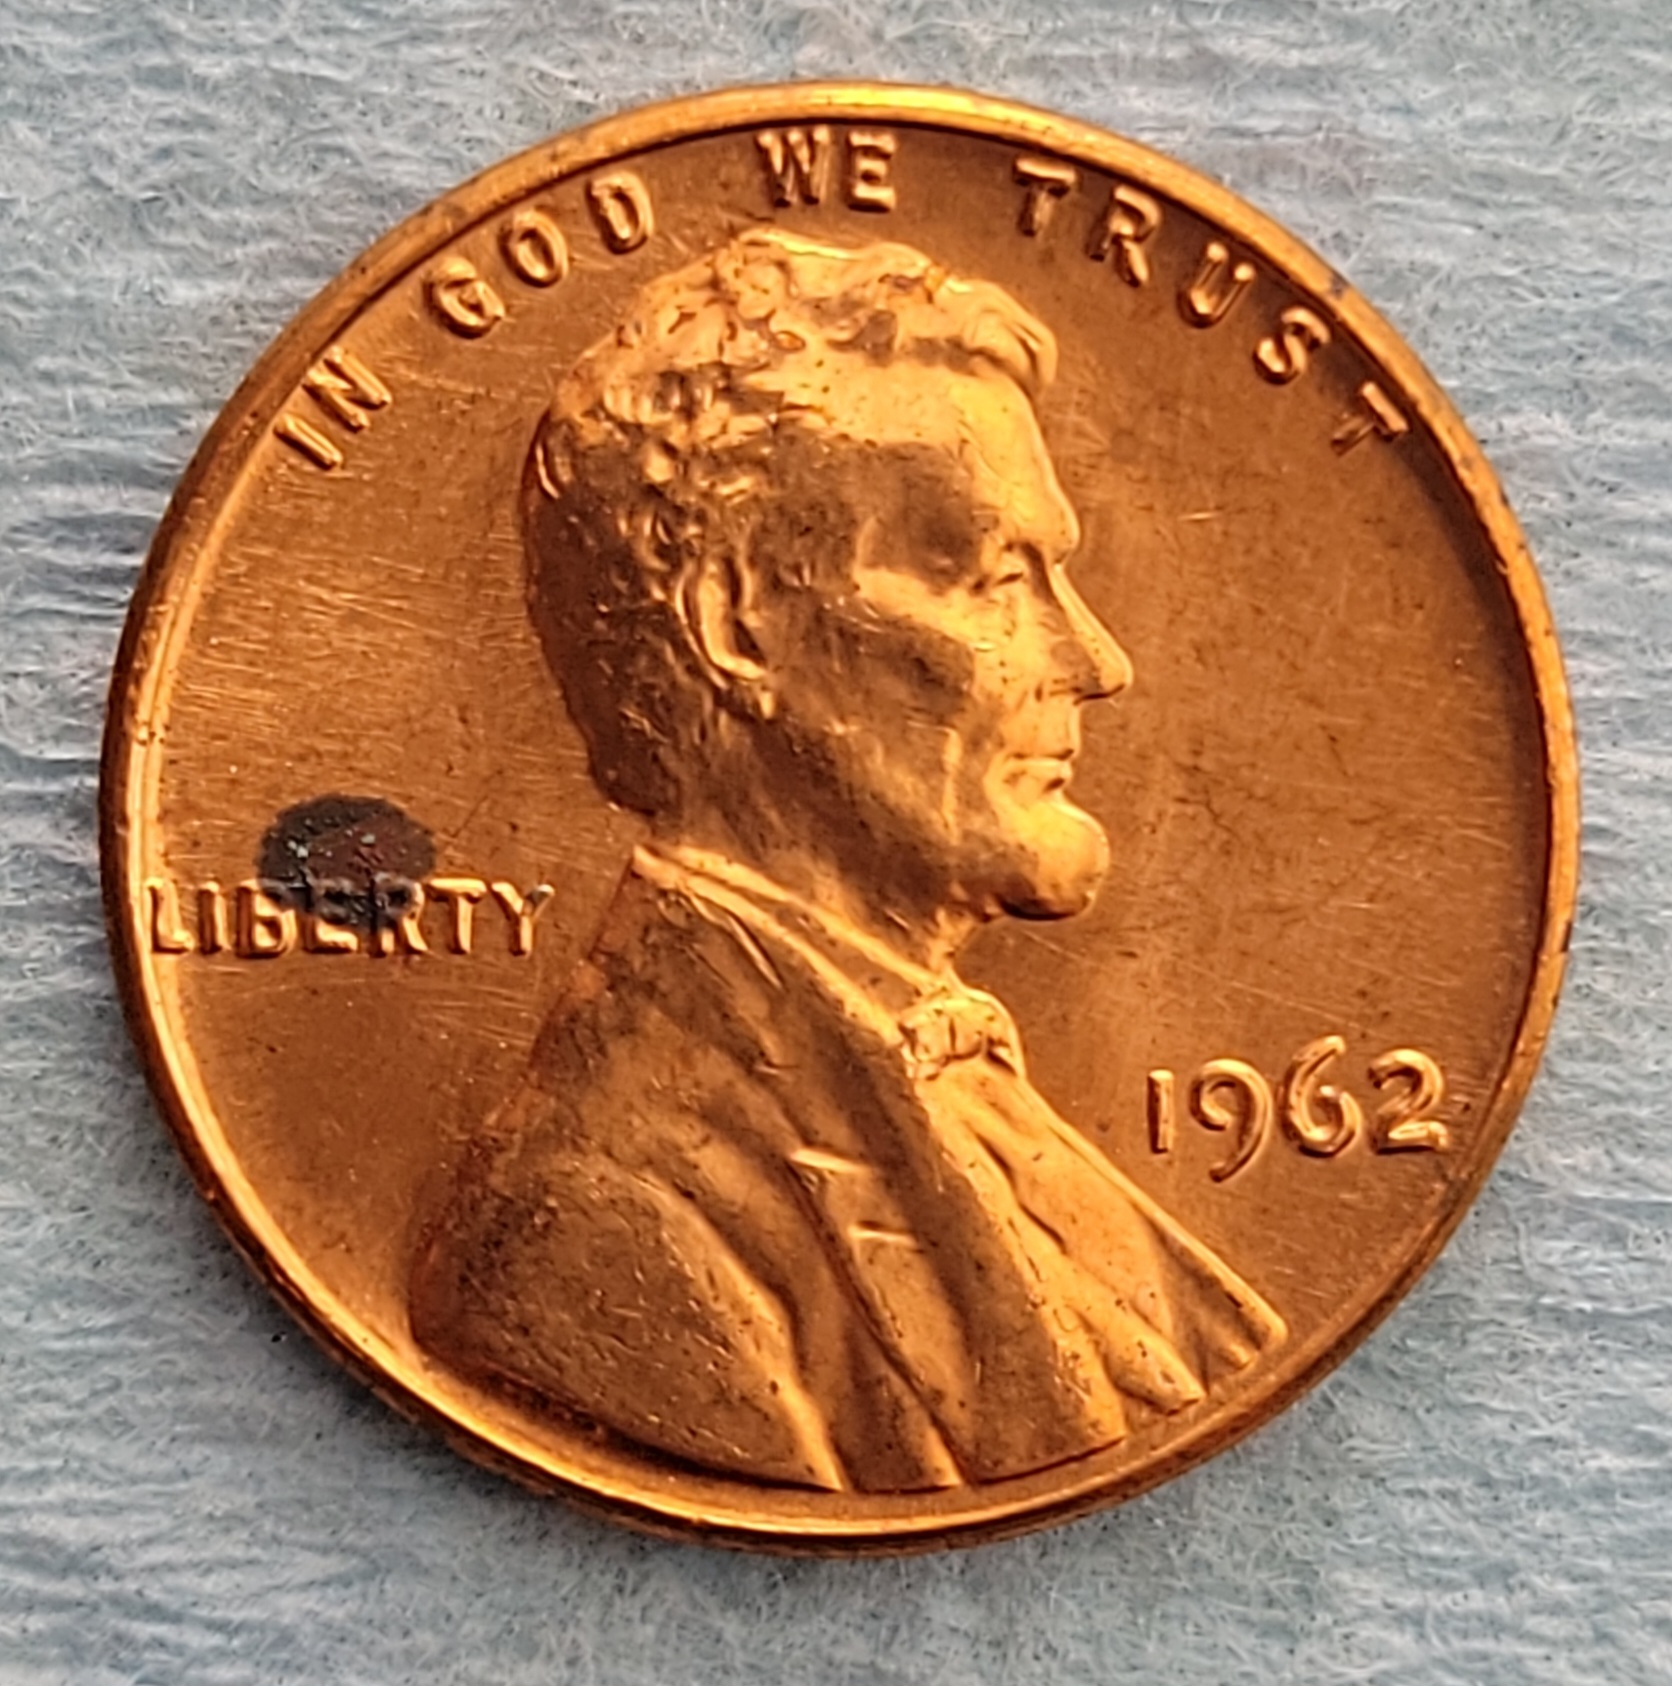 IN GOD WE TRUST
LIBERTY
1962